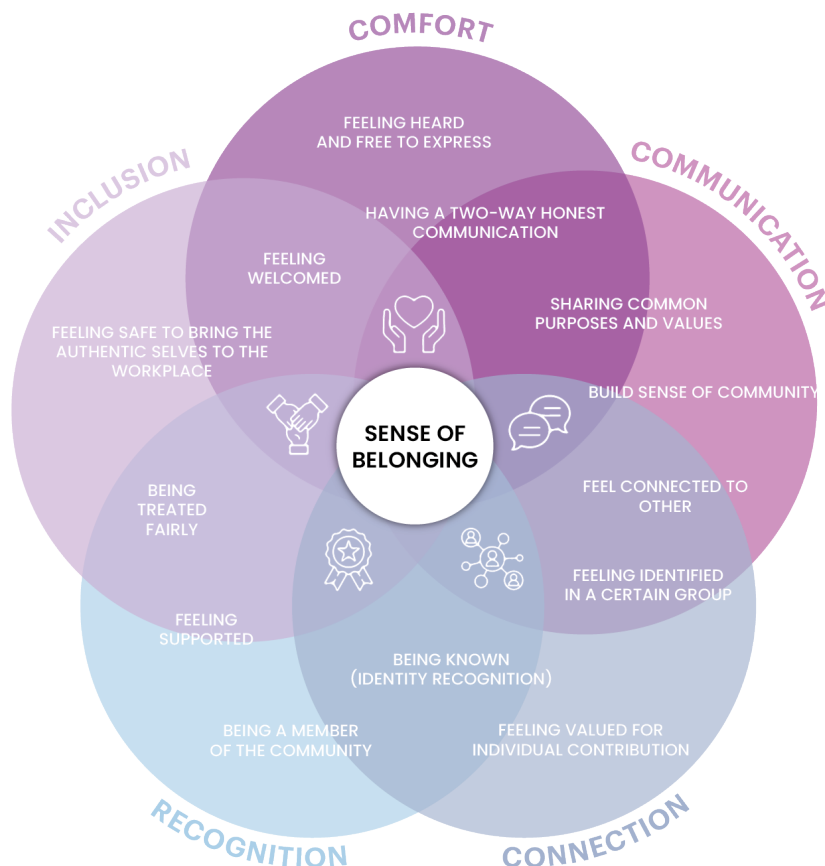 COMFORT
COMMUNICATION
INCLUSION
FEELING HEARD
AND FREE TO EXPRESS
HAVING A TWO-WAY HONEST
COMMUNICATION
FEELING
WELCOMED
SHARING COMMON
PURPOSES AND VALUES
FEELING SAFE TO BRING THE
AUTHENTIC SELVES TO THE
WORKPLACE
BUILD SENSE OF COMMUNITY
SENSE OF
BELONGING
BEING
TREATED
FAIRLY
FEEL CONNECTED TO
OTHER
FEELING IDENTIFIED
IN A CERTAIN GROUP
FEELING
SUPPORTED
BEING KNOWN
(IDENTITY RECOGNITION)
BEING A MEMBER
OF THE COMMUNITY
FEELING VALUED FOR
INDIVIDUAL CONTRIBUTION
RECOGNITION
CONNECTION